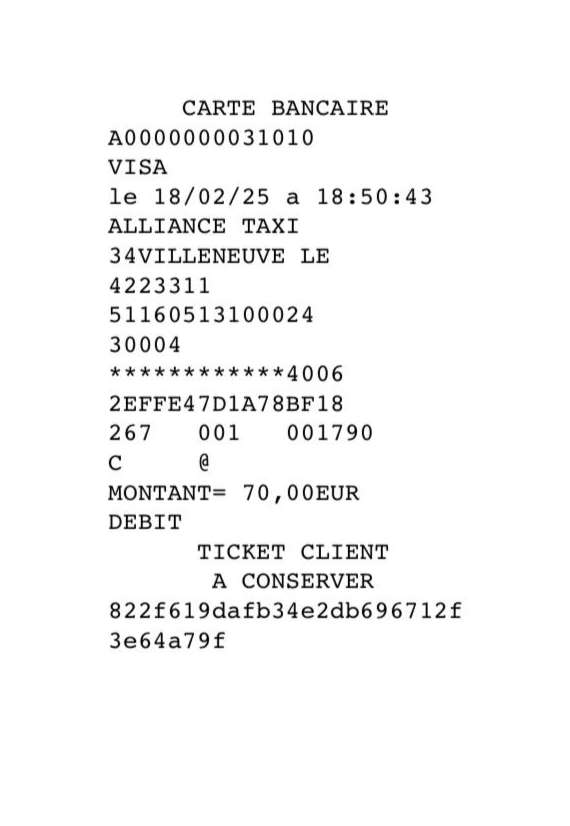 CARTE BANCAIRE
A0000000031010
VISA
le 18/02/25 a 18:50:43
ALLIANCE TAXI
34VILLENEUVE LE
4223311
51160513100024
30004
************4006
2EFFE47D1A78BF18
267 001 001790
C @
MONTANT= 70,00EUR
DEBIT
TICKET CLIENT
A CONSERVER
822f619dafb34e2db696712f
3e64a79f